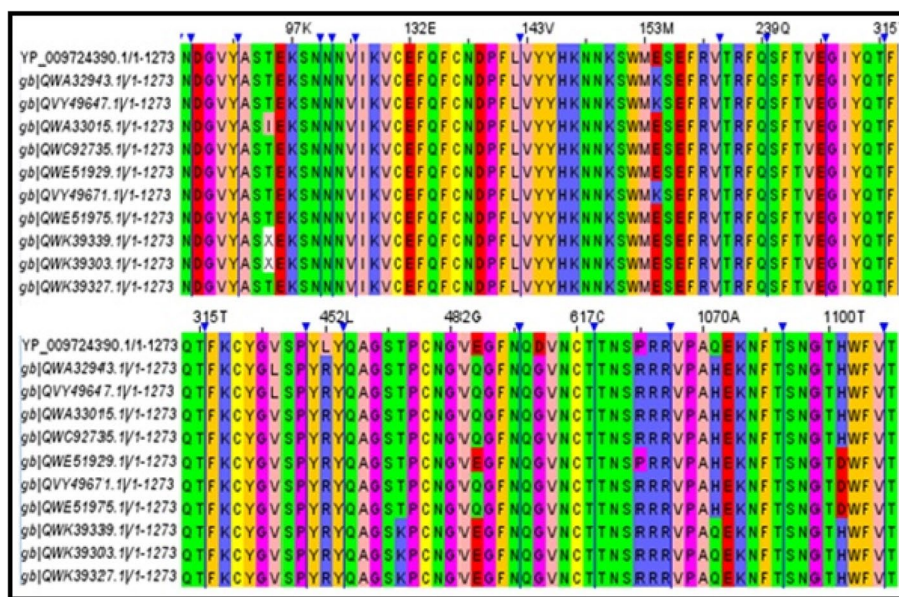 97K 132E 143V 153M 239Q 315T
YP_009724390.1/1-1273 NDGVYASTEKSNNNVIKVCEFQFCNDPFLVYYHKNNKSWMESEFRVTRFQSFTVEGIYQTF
gb|QWA32943.1|/1-1273 NDGVYASTEKSNNNVIKVCEFQFCNDPFLVYYHKNNKSWMESEFRVTRFQSFTVEGIYQTF
gb|QVY49647.1|/1-1273 NDGVYASTEKSNNNVIKVCEFQFCNDPFLVYYHKNNKSWMKSEFRVTRFQSFTVEGIYQTF
gb|QWA33015.1|/1-1273 NDGVYASIEKSNNNVIKVCEFQFCNDPFLVYYHKNNKSWMESEFRVTRFQSFTVEGIYQTF
gb|QWC92735.1|/1-1273 NDGVYASTEKSNNNVIKVCEFQFCNDPFLVYYHKNNKSWMESEFRVTRFQSFTVEGIYQTF
gb|QWE51929.1|/1-1273 NDGVYASTEKSNNNVIKVCEFQFCNDPFLVYYHKNNKSWMESEFRVTRFQSFTVEGIYQTF
gb|QVY49671.1|/1-1273 NDGVYASTEKSNNNVIKVCEFQFCNDPFLVYYHKNNKSWMKSEFRVTRFQSFTVEGIYQTF
gb|QWE51975.1|/1-1273 NDGVYASTEKSNNNVIKVCEFQFCNDPFLVYYHKNNKSWMESEFRVTRFQSFTVEGIYQTF
gb|QWK39339.1|/1-1273 NDGVYASXEKSNNNVIKVCEFQFCNDPFLVYYHKNNKSWMESEFRVTRFQSFTVEGIYQTF
gb|QWK39303.1|/1-1273 NDGVYASXEKSNNNVIKVCEFQFCNDPFLVYYHKNNKSWMESEFRVTRFQSFTVEGIYQTF
gb|QWK39327.1|/1-1273 NDGVYASTEKSNNNVIKVCEFQFCNDPFLVYYHKNNKSWMESEFRVTRFQSFTVEGIYQTF
315T 452L 482G 617C 1070A 1100T
YP_009724390.1/1-1273 QTFKCYGVSPYLYQAGSTPCNGVEGFNQDVNCTTNSPRRVPAQEKNFTSNGTHWFVT
gb|QWA32943.1|/1-1273 QTFKCYGLSPYRYQAGSTPCNGVQGFNQGVNCTTNSRRRVPAHEKNFTSNGTHWFVT
gb|QVY49647.1|/1-1273 QTFKCYGLSPYRYQAGSTPCNGVQGFNQGVNCTTNSRRRVPAHEKNFTSNGTHWFVT
gb|QWA33015.1|/1-1273 QTFKCYGVSPYRYQAGSTPCNGVQGFNQGVNCTTNSRRRVPAHEKNFTSNGTHWFVT
gb|QWC92735.1|/1-1273 QTFKCYGVSPYRYQAGSTPCNGVQGFNQGVNCTTNSRRRVPAHEKNFTSNGTHWFVT
gb|QWE51929.1|/1-1273 QTFKCYGVSPYRYQAGSTPCNGVEGFNQGVNCTTNSPRRVPAHEKNFTSNGTDWFVT
gb|QVY49671.1|/1-1273 QTFKCYGVSPYRYQAGSTPCNGVQGFNQGVNCTTNSRRRVPAHEKNFTSNGTDWFVT
gb|QWE51975.1|/1-1273 QTFKCYGVSPYRYQAGSTPCNGVQGFNQGVNCTTNSRRRVPAHEKNFTSNGTDWFVT
gb|QWK39339.1|/1-1273 QTFKCYGVSPYRYQAGSKPCNGVEGFNQGVNCTTNSRRRVPAQEKNFTSNGTHWFVT
gb|QWK39303.1|/1-1273 QTFKCYGVSPYRYQAGSKPCNGVEGFNQGVNCTTNSRRRVPAQEKNFTSNGTHWFVT
gb|QWK39327.1|/1-1273 QTFKCYGVSPYRYQAGSKPCNGVEGFNQGVNCTTNSRRRVPAQEKNFTSNGTHWFVT